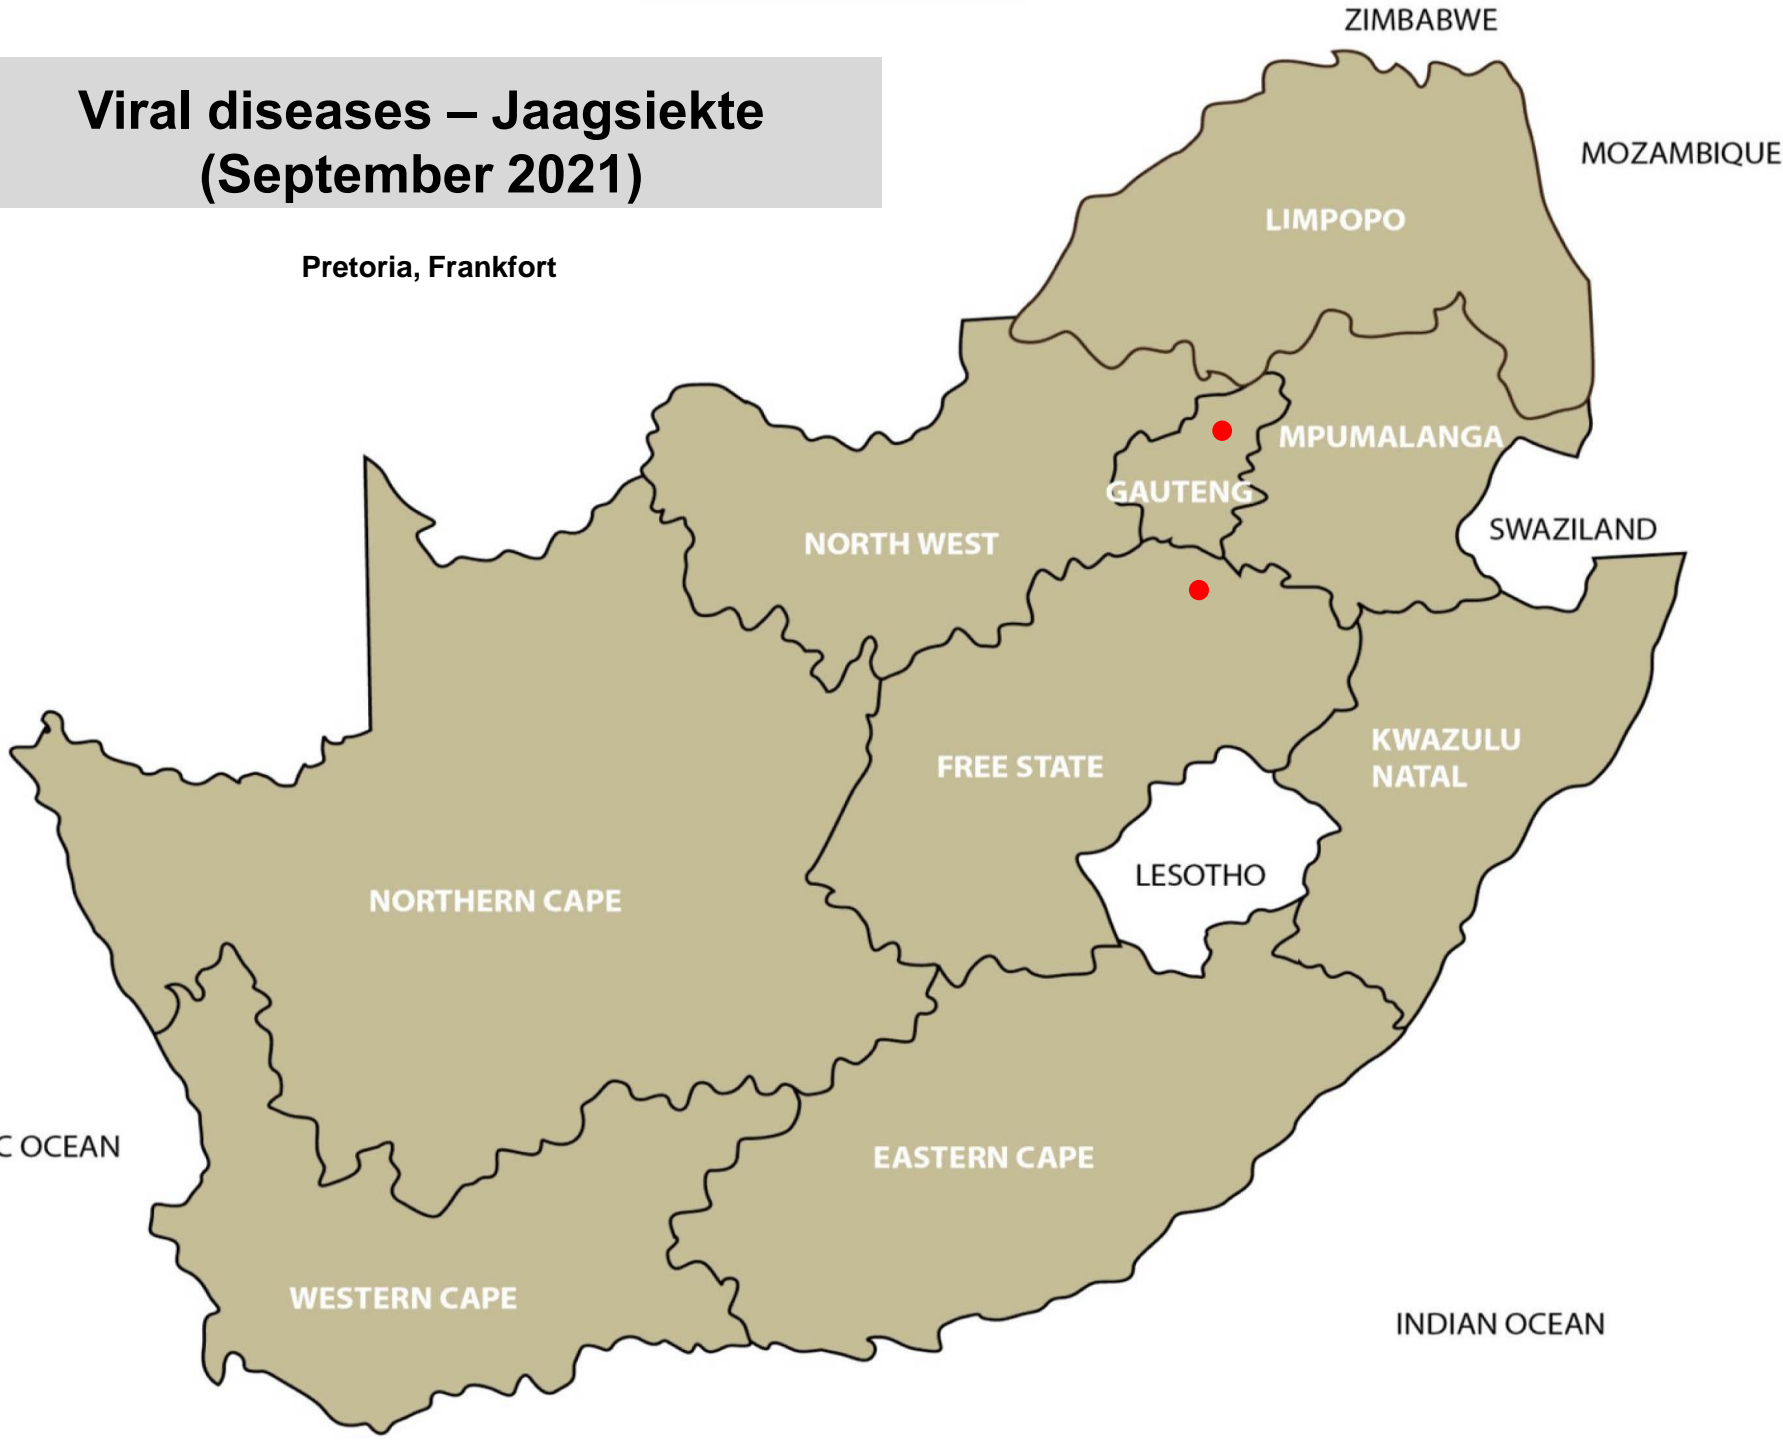 ZIMBABWE
Viral diseases – Jaagsiekte
(September 2021)
MOZAMBIQUE
LIMPOPO
Pretoria, Frankfort
MPUMALANGA
GAUTENG
SWAZILAND
NORTH WEST
KWAZULU
NATAL
FREE STATE
LESOTHO
NORTHERN CAPE
C OCEAN
EASTERN CAPE
WESTERN CAPE
INDIAN OCEAN